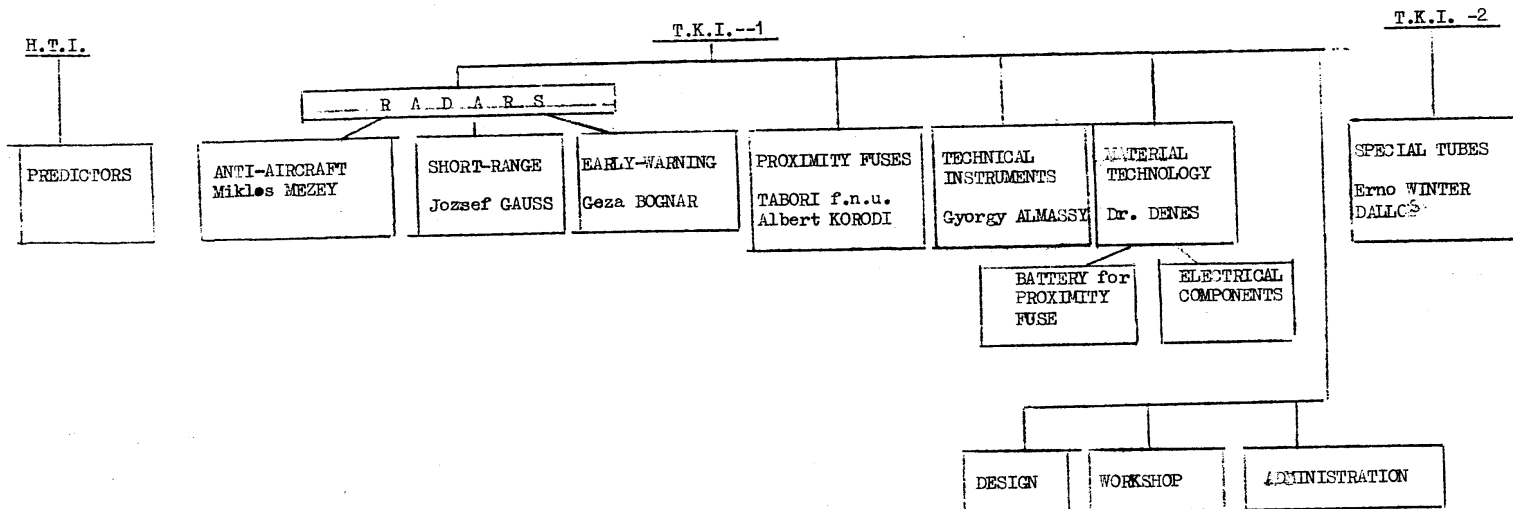 H.T.I.
T.K.I.--1
T.K.I. -2
R A D A R S
PREDICTORS
ANTI-AIRCRAFT
Miklos MEZEY
SHORT-RANGE
Jozsef GAUSS
EARLY-WARNING
Geza BOGNAR
PROXIMITY FUSES
TABORI f.n.u.
Albert KORODI
TECHNICAL
INSTRUMENTS
Gyorgy ALMASSY
MATERIAL
TECHNOLOGY
Dr. DENES
SPECIAL TUBES
Erno WINTER
DALLOS
BATTERY for
PROXIMITY
FUSE
ELECTRICAL
COMPONENTS
DESIGN
WORKSHOP
ADMINISTRATION